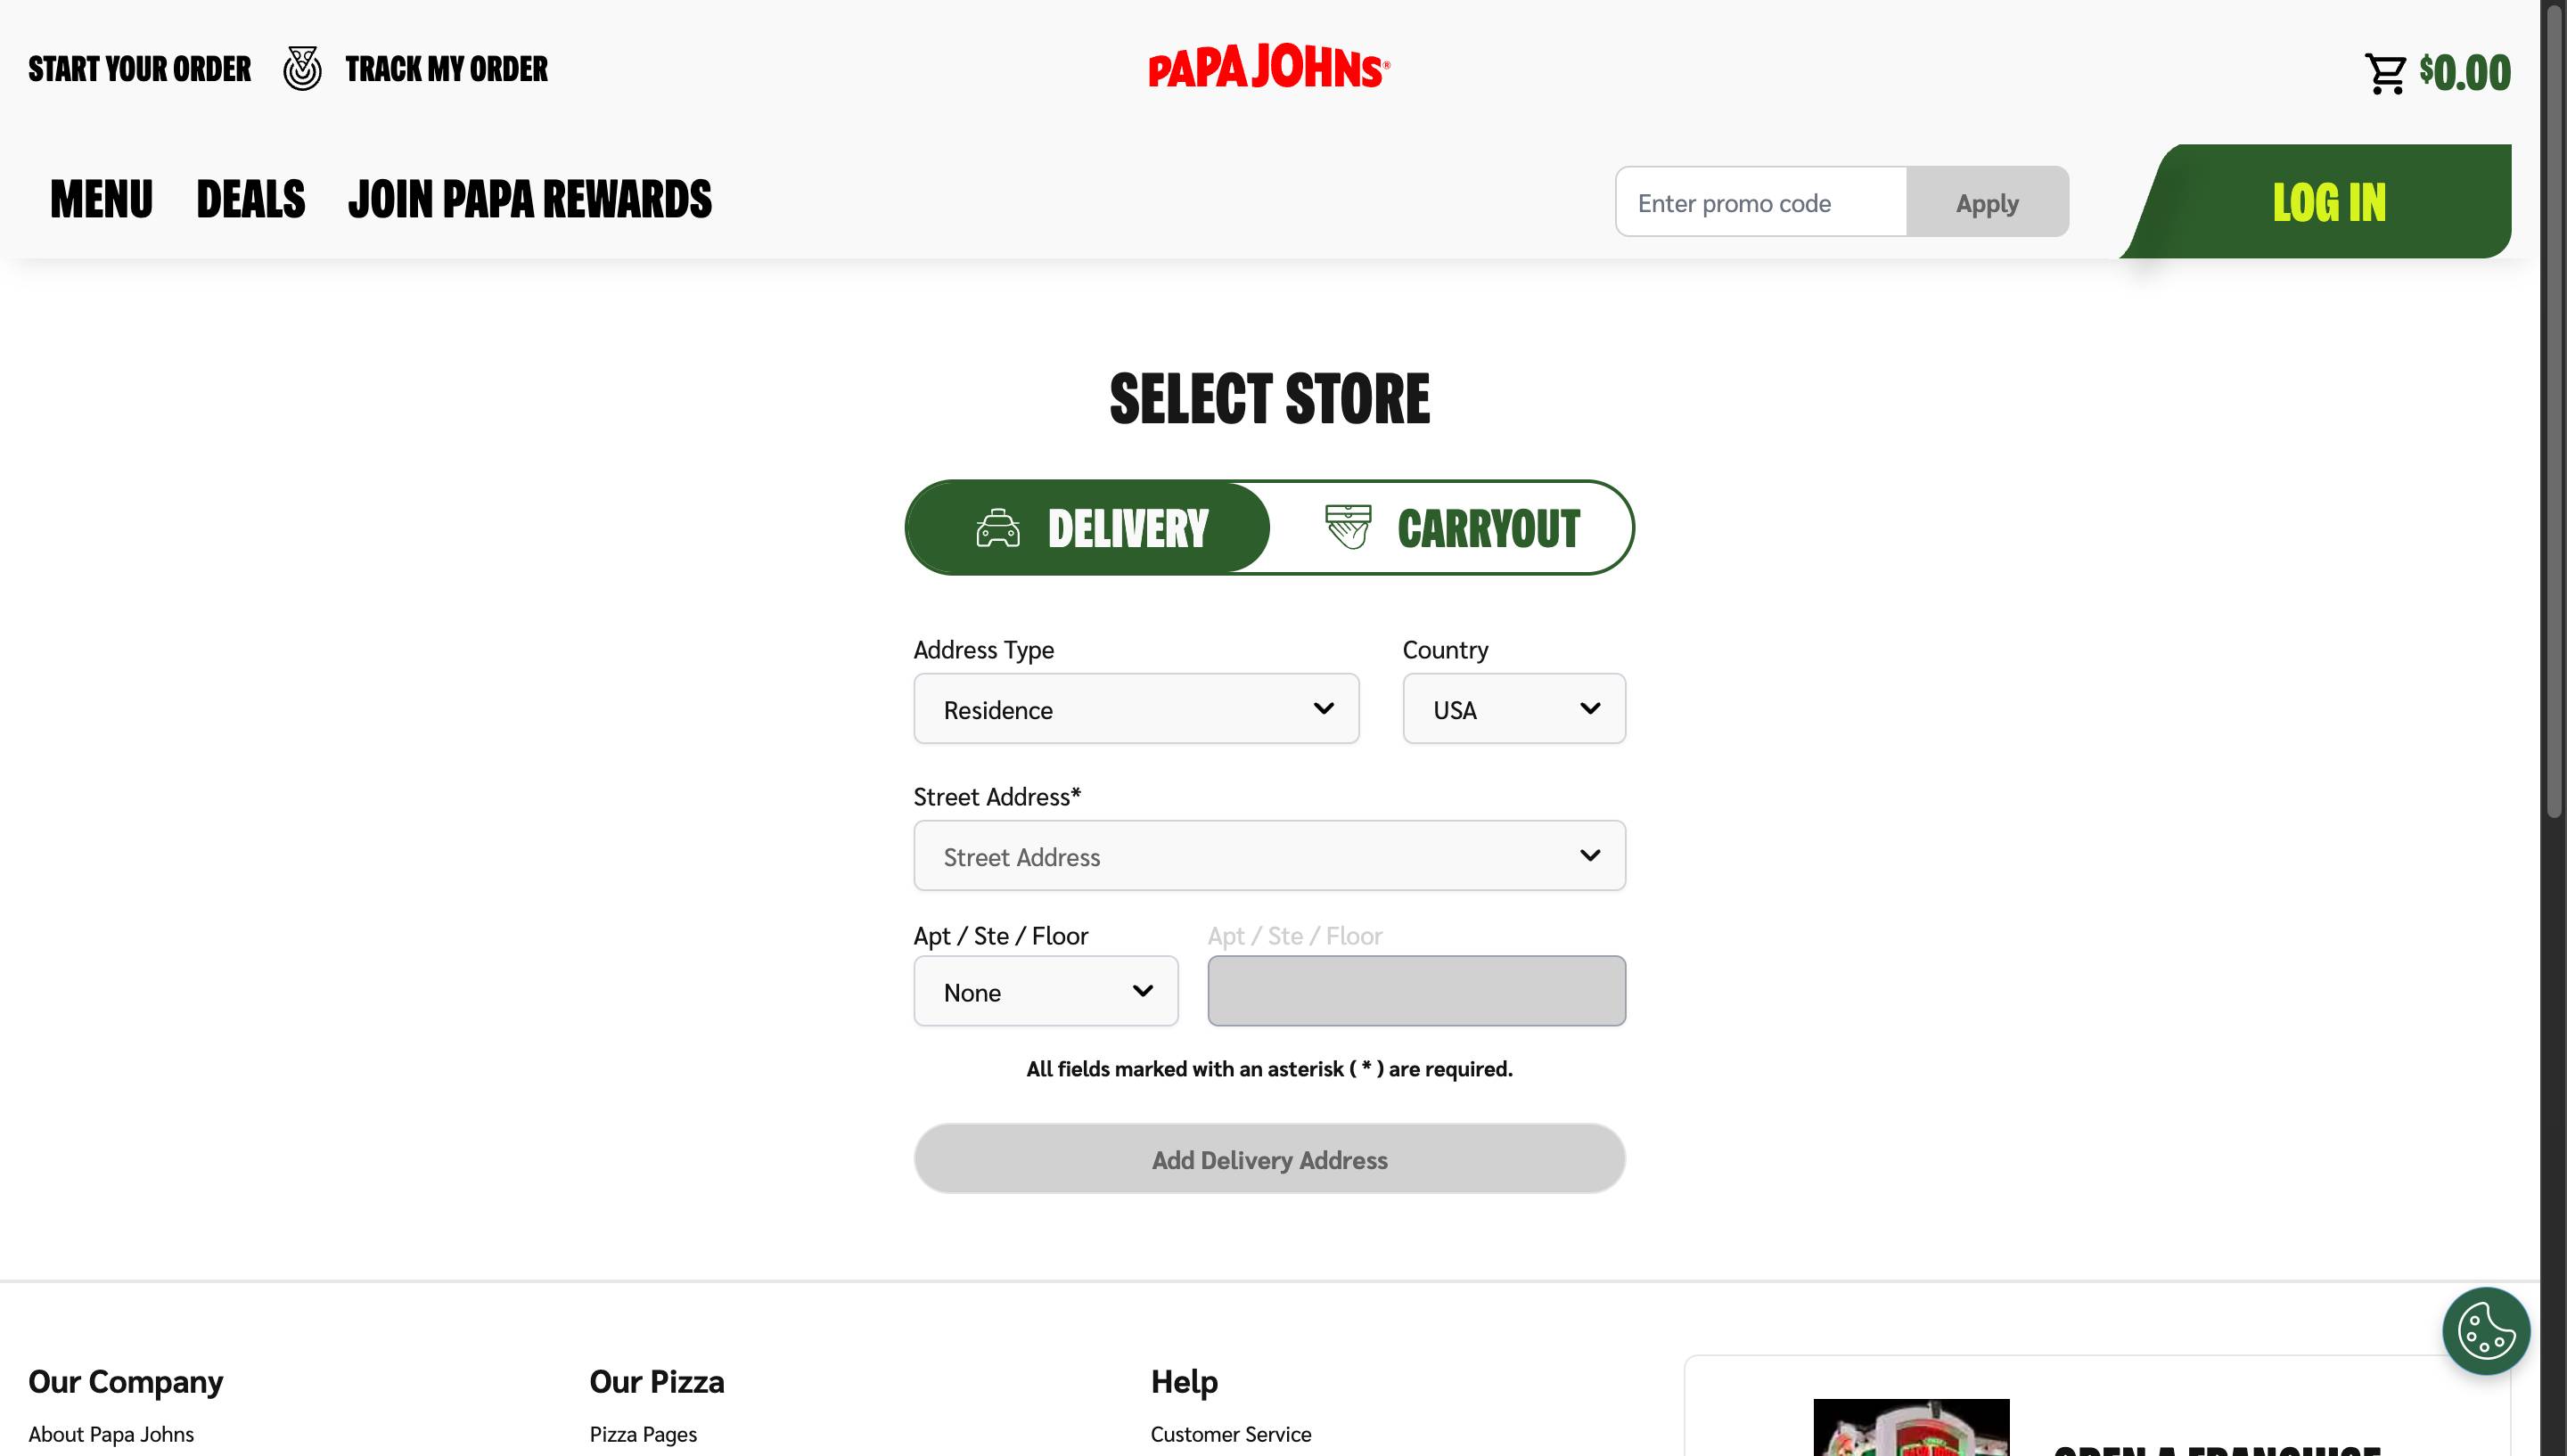 START YOUR ORDER
TRACK MY ORDER
PAPA JOHNS®
$0.00
MENU
DEALS
JOIN PAPA REWARDS
Enter promo code
Apply
LOG IN
SELECT STORE
DELIVERY
CARRYOUT
Address Type
Country
Residence
USA
Street Address*
Street Address
Apt / Ste / Floor
Apt / Ste / Floor
None
All fields marked with an asterisk ( * ) are required.
Add Delivery Address
Our Company
Our Pizza
Help
About Papa Johns
Pizza Pages
Customer Service
OPEN A FRANCHISE